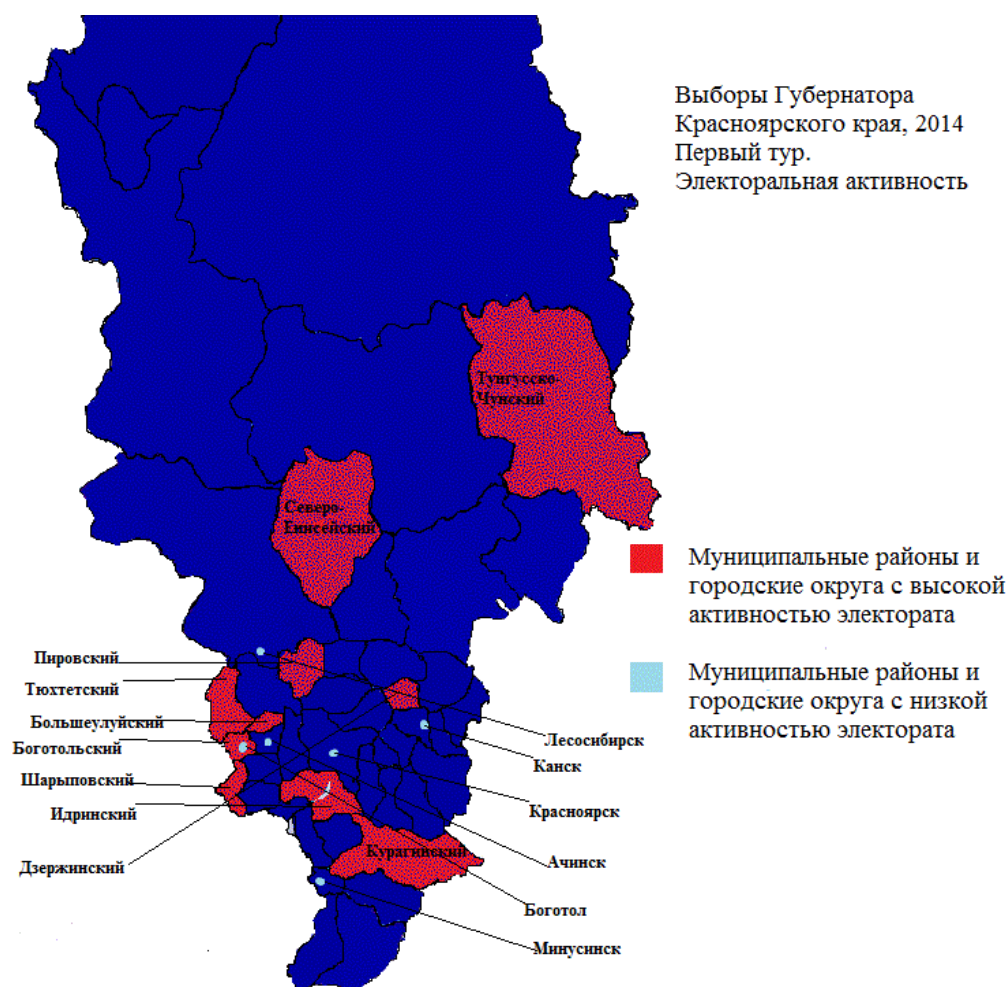 Выборы Губернатора
Красноярского края, 2014
Первый тур.
Электоральная активность
Тунгусско-
Чунский
Северо-
Еинсейский
Муниципальные районы и
городские округа с высокой
активностью электората
Муниципальные районы и
городские округа с низкой
активностью электората
Пировский
Тюхтетский
Большеулуйский
Боготольский
Шарыповский
Идринский
Дзержинский
Курагинский
Лесосибирск
Канск
Красноярск
Ачинск
Боготол
Минусинск